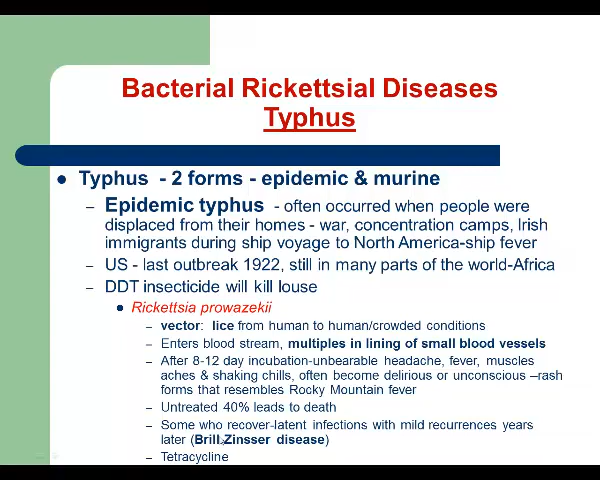 Bacterial Rickettsial Diseases
Typhus
Typhus - 2 forms - epidemic & murine
– Epidemic typhus - often occurred when people were
displaced from their homes - war, concentration camps, Irish
immigrants during ship voyage to North America-ship fever
– US - last outbreak 1922, still in many parts of the world-Africa
– DDT insecticide will kill louse
Rickettsia prowazekii
– vector: lice from human to human/crowded conditions
– Enters blood stream, multiples in lining of small blood vessels
– After 8-12 day incubation-unbearable headache, fever, muscles
aches & shaking chills, often become delirious or unconscious –rash
forms that resembles Rocky Mountain fever
– Untreated 40% leads to death
– Some who recover-latent infections with mild recurrences years
later (Brill Zinsser disease)
– Tetracycline